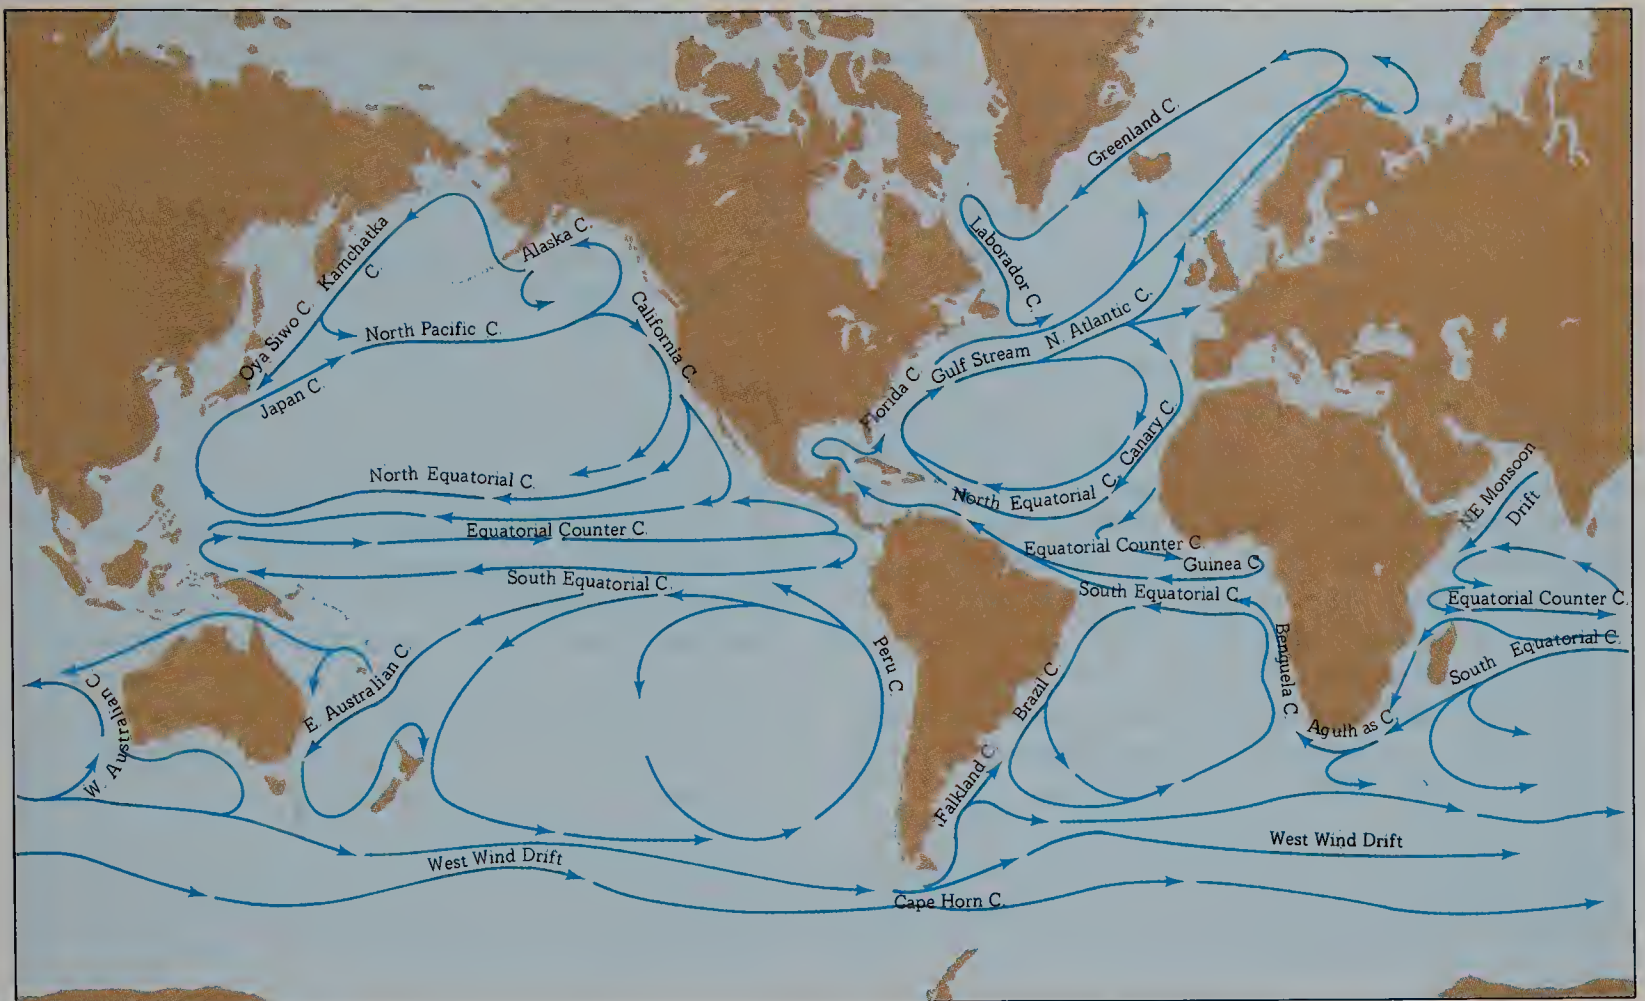 Greenland C.
Laborador C.
Alaska C.
Kamchatka
C.
Oya Siwo C.
North Pacific C.
California C.
Japan C.
N. Atlantic C.
Gulf Stream
Florida C.
Canary C.
North Equatorial C.
North Equatorial C.
NE Monsoon
Drift
Equatorial Counter C.
Equatorial Counter C.
Guinea C
South Equatorial C.
South Equatorial C.
Equatorial Counter C.
South Equatorial C.
Peru C.
Benguela C.
Brazil C.
E. Australian C.
W. Australian C
Agulhas C.
Falkland C.
West Wind Drift
West Wind Drift
Cape Horn C.